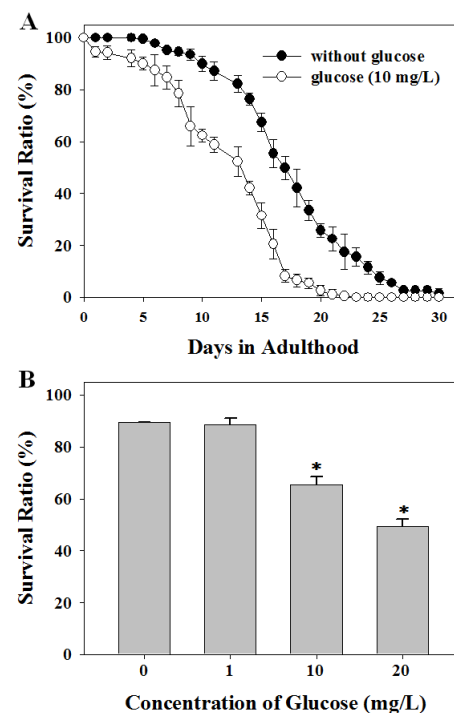 A
100
80
60
40
20
0
Survival Ratio (%)
without glucose
glucose (10 mg/L)
0 5 10 15 20 25 30
Days in Adulthood
B
100
80
60
40
20
0
Survival Ratio (%)
* *
0 1 10 20
Concentration of Glucose (mg/L)